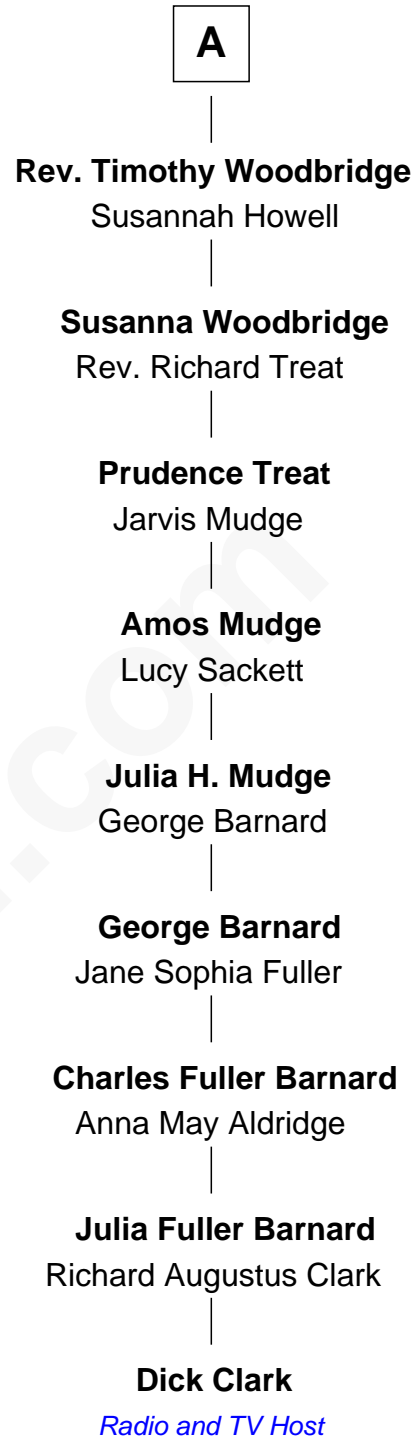 A
Rev. Timothy Woodbridge
Susannah Howell
Susanna Woodbridge
Rev. Richard Treat
Prudence Treat
Jarvis Mudge
Amos Mudge
Lucy Sackett
Julia H. Mudge
George Barnard
George Barnard
Jane Sophia Fuller
Charles Fuller Barnard
Anna May Aldridge
Julia Fuller Barnard
Richard Augustus Clark
Dick Clark
Radio and TV Host